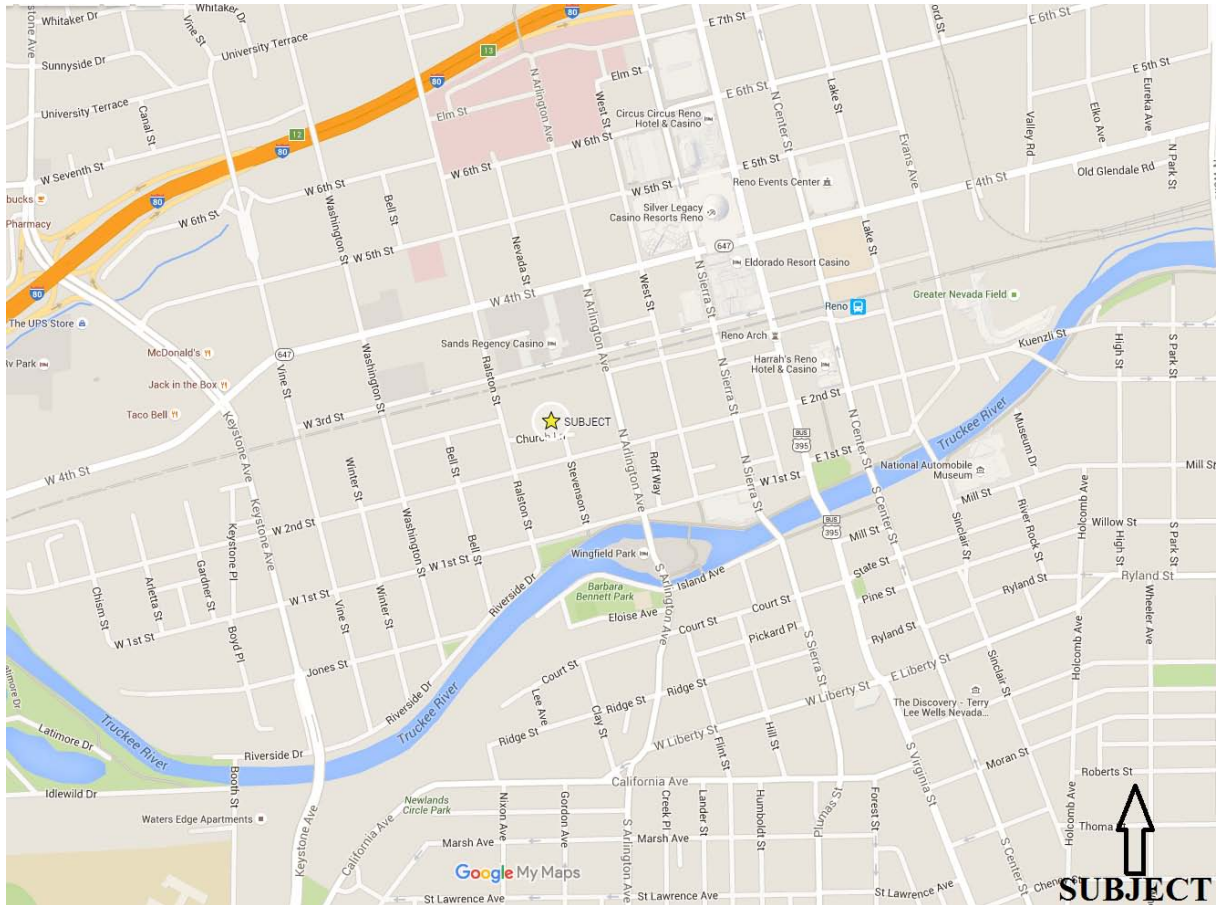 Whitaker Dr
Whitaker Dr
Keystone Ave
Vine St
University Terrace
Sunnyside Dr
80
13
80
E 7th St
E 6th St
Elm St
N Arlington Ave
West St
Elm St
Circus Circus Reno
Hotel & Casino
E 6th St
N Center St
Lake St
Valley Rd
Elko Ave
Eureka Ave
E 5th St
N Park St
University Terrace
Canal St
12
80
W Seventh St
80
W 6th St
W 6th St
W 6th St
W 6th St
Washington St
Bell St
W 5th St
W 5th St
E 5th St
Reno Events Center
Evans Ave
E 4th St
Old Glendale Rd
Pharmacy
Silver Legacy
Casino Resorts Reno
647
Eldorado Resort Casino
Lake St
Nevada St
West St
N Sierra St
W 4th St
N Arlington Ave
80
The UPS Store
McDonald's
Jack in the Box
Taco Bell
647
Vine St
Washington St
Ralston St
Sands Regency Casino
Reno Arch
Harrah's Reno
Hotel & Casino
Reno
Greater Nevada Field
Kuenzli St
High St
S Park St
W 3rd St
SUBJECT
N Sierra St
E 2nd St
BUS
395
N Center St
Truckee River
Museum Dr
W 4th St
Keystone Ave
Winter St
Bell St
Ralston St
Stevenson St
N Arlington Ave
Roff Way
E 1st St
W 1st St
N Sierra St
National Automobile
Museum
Mill St
Mill St
Keystone Ave
Keystone Pl
W 2nd St
Washington St
Bell St
W 1st St
Wingfield Park
BUS
395
S Center St
Mill St
Sinclair St
River Rock St
Holcomb Ave
Willow St
High St
S Park St
Chism St
Arletta St
Gardner St
Boyd Pl
W 1st St
W 1st St
Vine St
Winter St
Riverside Dr
Barbara
Bennett Park
Eloise Ave
Island Ave
S Arlington Ave
Court St
Court St
Pickard Pl
State St
Pine St
Ryland St
Ryland St
Ryland St
Wheeler Ave
Jones St
Riverside Dr
Truckee River
Court St
Lee Ave
Clay St
Ridge St
Ridge St
S Sierra St
W Liberty St
W Liberty St
E Liberty St
Sinclair St
Holcomb Ave
The Discovery - Terry
Lee Wells Nevada...
Truckee River
Latimore Dr
Riverside Dr
Booth St
Idlewild Dr
Waters Edge Apartments
Keystone Ave
California Ave
Newlands
Circle Park
California Ave
Nixon Ave
Gordon Ave
S Arlington Ave
Creek Pl
Lander St
Flint St
Hill St
Humboldt St
Plumas St
Forest St
S Virginia St
Moran St
S Center St
Roberts St
Holcomb Ave
Marsh Ave
Marsh Ave
St Lawrence Ave
St Lawrence Ave
Google My Maps
SUBJECT